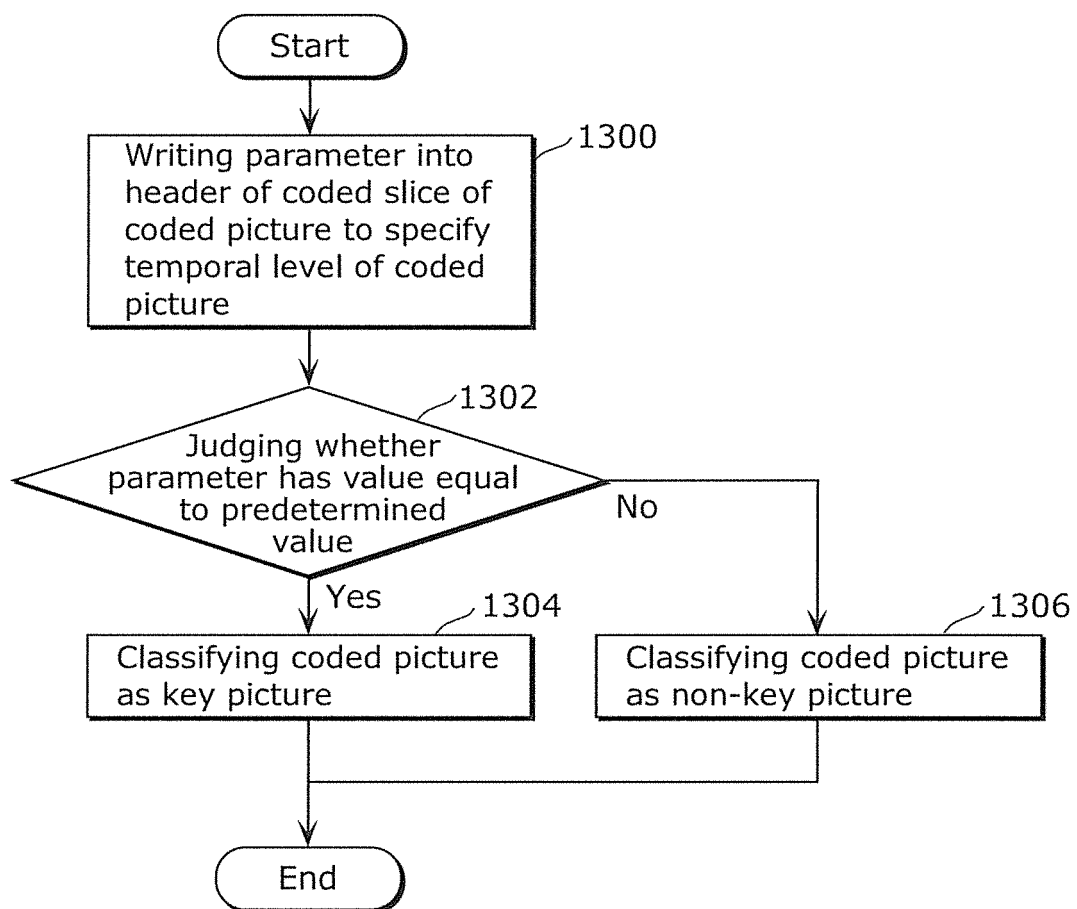 Start
1300
Writing parameter into
header of coded slice of
coded picture to specify
temporal level of coded
picture
1302
Judging whether
parameter has value equal
to predetermined
value
No
Yes
1304
1306
Classifying coded picture
as key picture
Classifying coded picture
as non-key picture
End